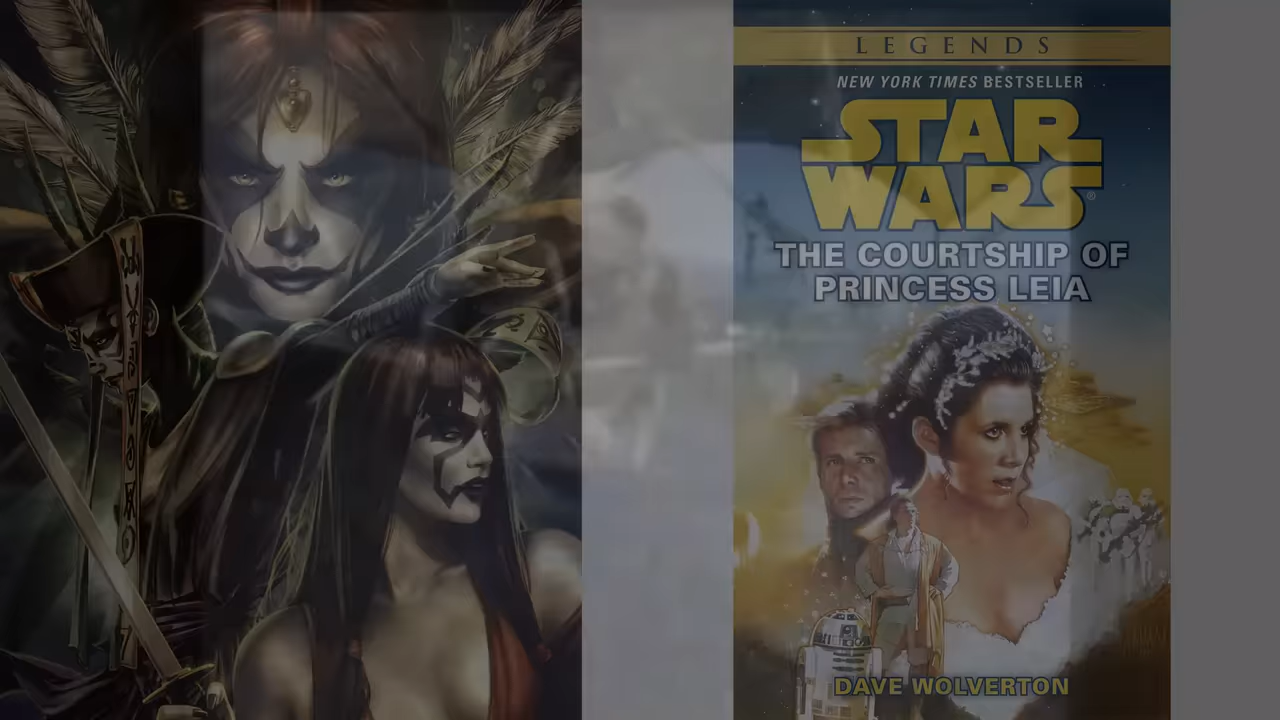 LEGENDS
NEW YORK TIMES BESTSELLER
STAR
WARS®
THE COURTSHIP OF
PRINCESS LEIA
DAVE WOLVERTON